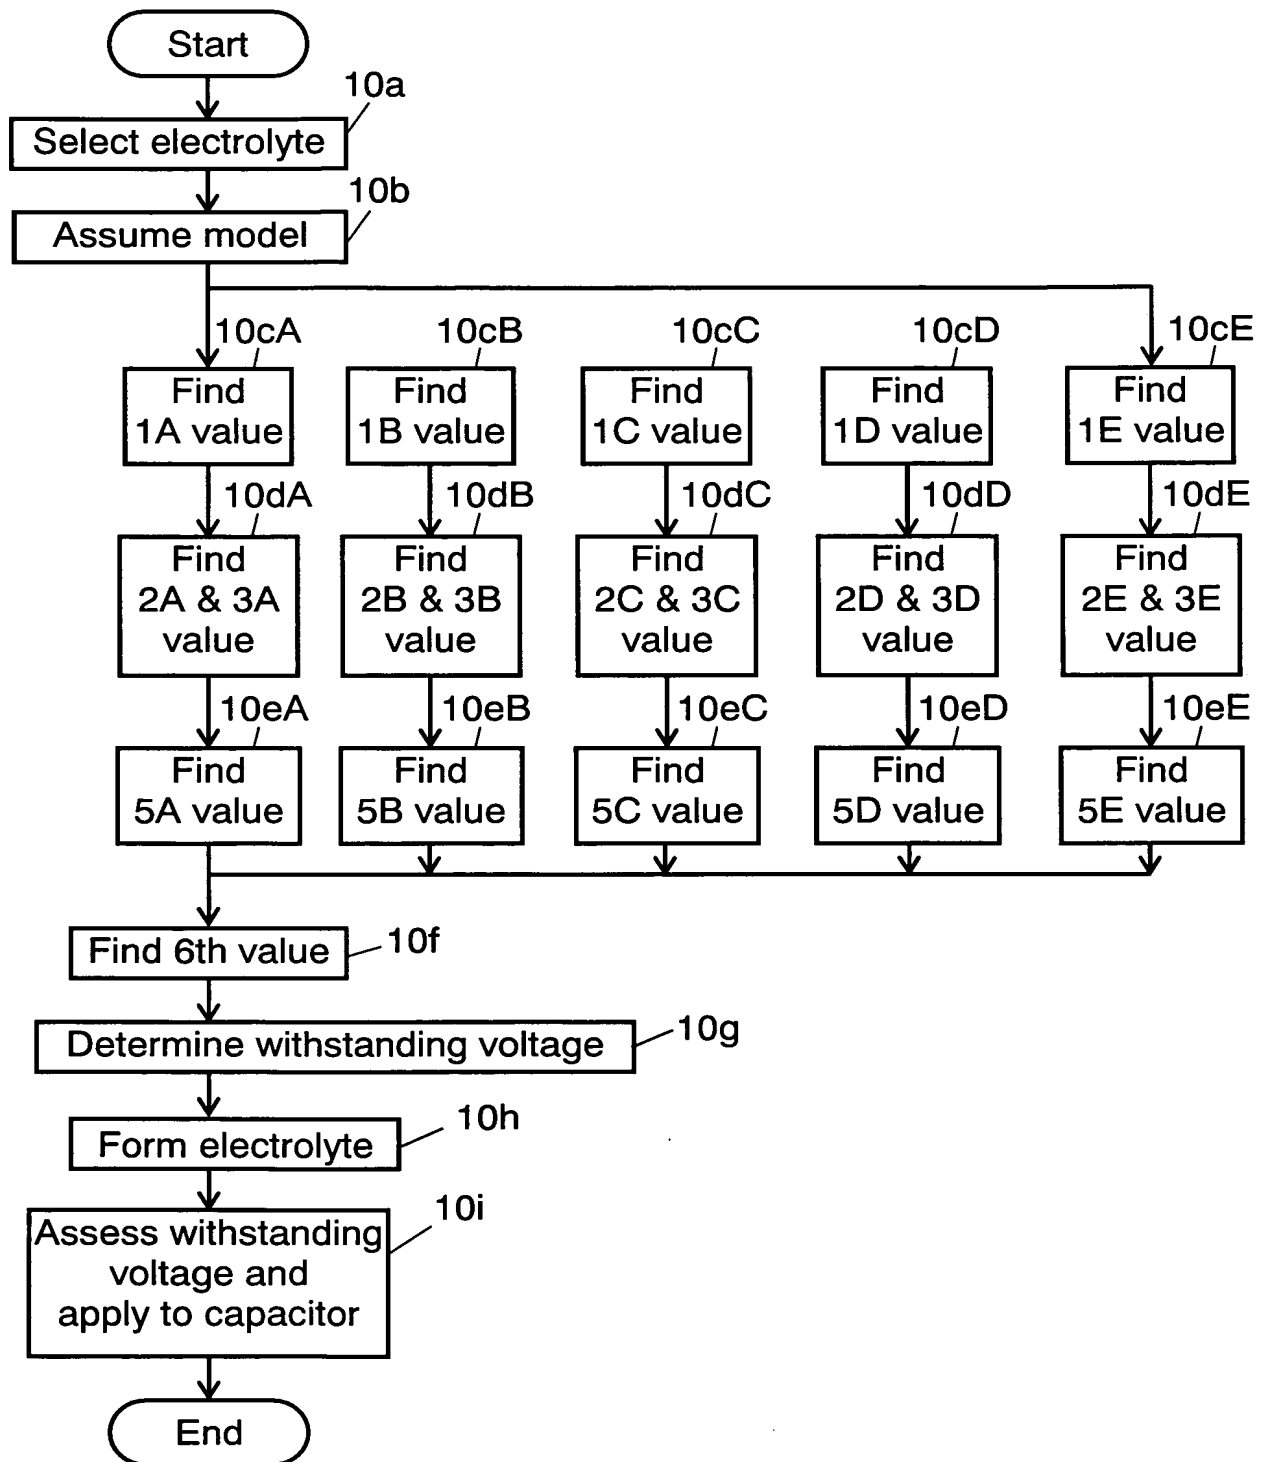 Start
10a
Select electrolyte
10b
Assume model
10cA
10cB
10cC
10cD
10cE
Find
1A value
Find
1B value
Find
1C value
Find
1D value
Find
1E value
10dA
10dB
10dC
10dD
10dE
Find
2A & 3A
value
Find
2B & 3B
value
Find
2C & 3C
value
Find
2D & 3D
value
Find
2E & 3E
value
10eA
10eB
10eC
10eD
10eE
Find
5A value
Find
5B value
Find
5C value
Find
5D value
Find
5E value
Find 6th value
10f
Determine withstanding voltage
10g
Form electrolyte
10h
Assess withstanding
voltage and
apply to capacitor
10i
End